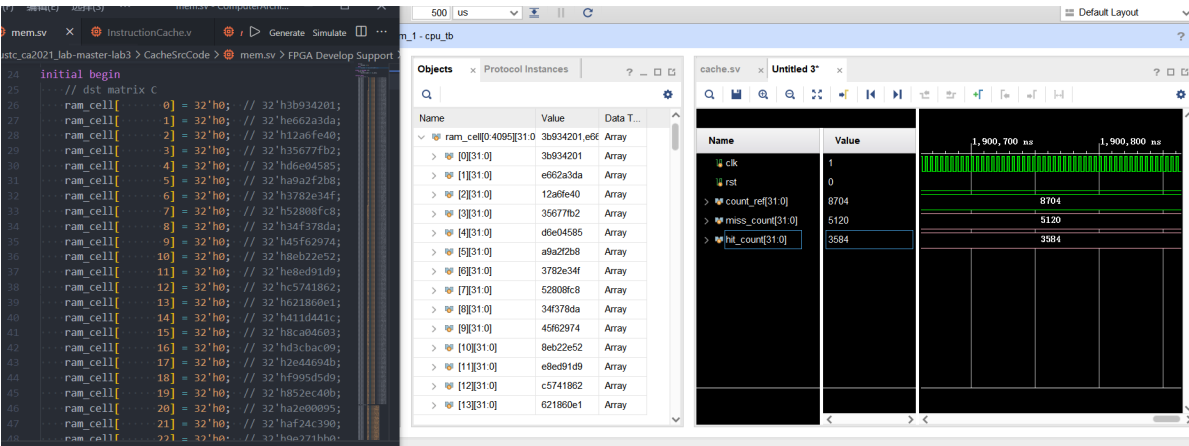 编辑(E) 选择(S) ··· mem.sv - ComputerArchi...
mem.sv × InstructionCache.v Generate Simulate ···
ustc_ca2021_lab-master-lab3 > CacheSrcCode > mem.sv > FPGA Develop Support
24 initial begin
25 // dst matrix C
26 ram_cell[ 0] = 32'h0; // 32'h3b934201;
27 ram_cell[ 1] = 32'h0; // 32'he662a3da;
28 ram_cell[ 2] = 32'h0; // 32'h12a6fe40;
29 ram_cell[ 3] = 32'h0; // 32'h35677fb2;
30 ram_cell[ 4] = 32'h0; // 32'hd6e04585;
31 ram_cell[ 5] = 32'h0; // 32'ha9a2f2b8;
32 ram_cell[ 6] = 32'h0; // 32'h3782e34f;
33 ram_cell[ 7] = 32'h0; // 32'h52808fc8;
34 ram_cell[ 8] = 32'h0; // 32'h34f378da;
35 ram_cell[ 9] = 32'h0; // 32'h45f62974;
36 ram_cell[ 10] = 32'h0; // 32'h8eb22e52;
37 ram_cell[ 11] = 32'h0; // 32'he8ed91d9;
38 ram_cell[ 12] = 32'h0; // 32'hc5741862;
39 ram_cell[ 13] = 32'h0; // 32'h621860e1;
40 ram_cell[ 14] = 32'h0; // 32'h411d441c;
41 ram_cell[ 15] = 32'h0; // 32'h8ca04603;
42 ram_cell[ 16] = 32'h0; // 32'hd3cbac09;
43 ram_cell[ 17] = 32'h0; // 32'h2e44694b;
44 ram_cell[ 18] = 32'h0; // 32'hf995d5d9;
45 ram_cell[ 19] = 32'h0; // 32'h852ec40b;
46 ram_cell[ 20] = 32'h0; // 32'ha2e00095;
47 ram_cell[ 21] = 32'h0; // 32'haf24c390;
48 ram_cell[ 22] = 32'h0; // 32'h9e271bb0;
500 us Default Layout
m_1 - cpu_tb ?
Objects × Protocol Instances ? _
Name Value Data T...
ram_cell[0:4095][31:0 3b934201,e66 Array
[0][31:0] 3b934201 Array
[1][31:0] e662a3da Array
[2][31:0] 12a6fe40 Array
[3][31:0] 35677fb2 Array
[4][31:0] d6e04585 Array
[5][31:0] a9a2f2b8 Array
[6][31:0] 3782e34f Array
[7][31:0] 52808fc8 Array
[8][31:0] 34f378da Array
[9][31:0] 45f62974 Array
[10][31:0] 8eb22e52 Array
[11][31:0] e8ed91d9 Array
[12][31:0] c5741862 Array
[13][31:0] 621860e1 Array
cache.sv × Untitled 3* × ?
Name Value 1,900,700 ns 1,900,800 ns
clk 1
rst 0
count_ref[31:0] 8704 8704
miss_count[31:0] 5120 5120
hit_count[31:0] 3584 3584